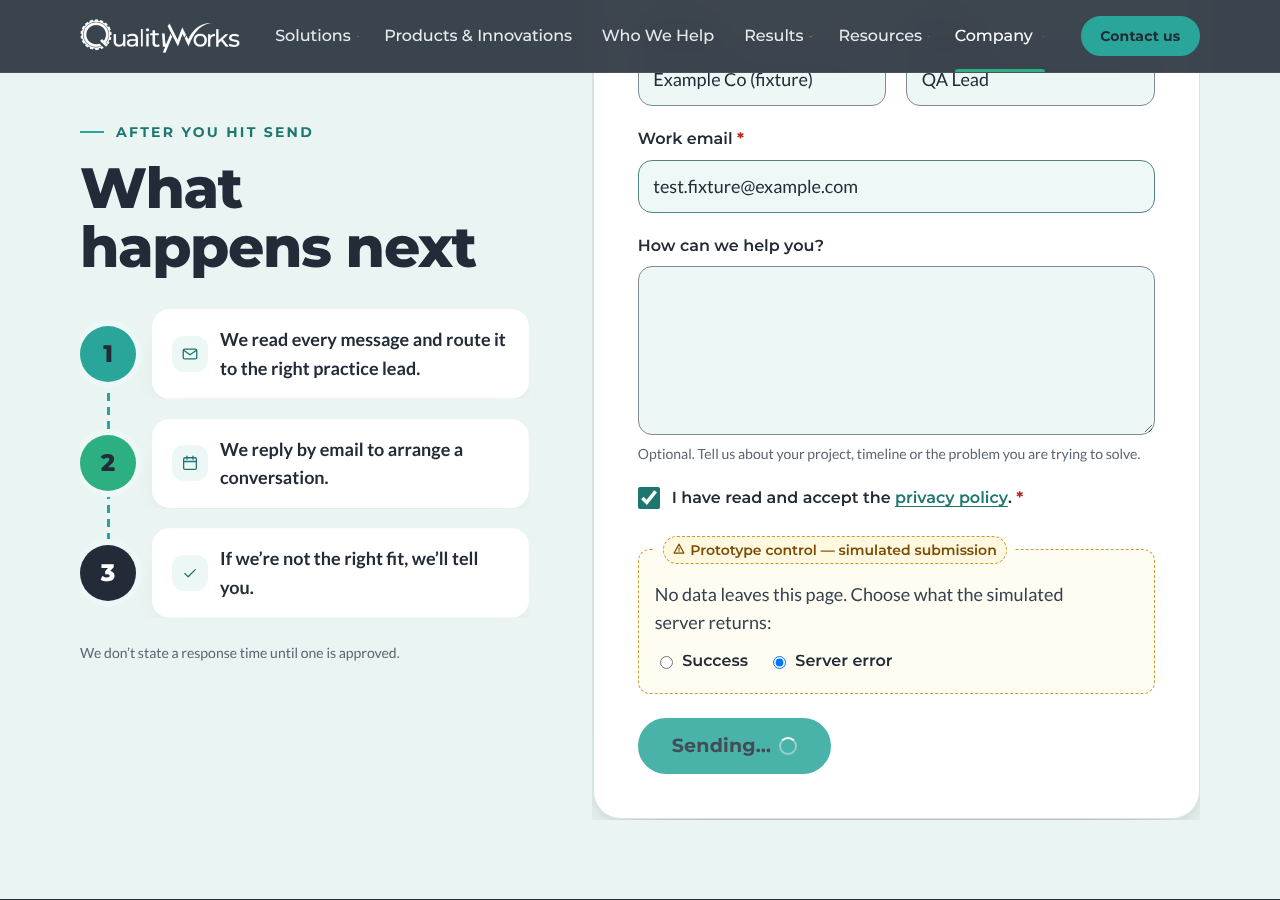 QualityWorks Solutions Products & Innovations Who We Help Results Resources Company Contact us
AFTER YOU HIT SEND
What
happens next
1
We read every message and route it
to the right practice lead.
2
We reply by email to arrange a
conversation.
3
If we’re not the right fit, we’ll tell
you.
We don’t state a response time until one is approved.
Example Co (fixture) QA Lead
Work email *
test.fixture@example.com
How can we help you?
Optional. Tell us about your project, timeline or the problem you are trying to solve.
I have read and accept the privacy policy. *
Prototype control — simulated submission
No data leaves this page. Choose what the simulated
server returns:
Success Server error
Sending…